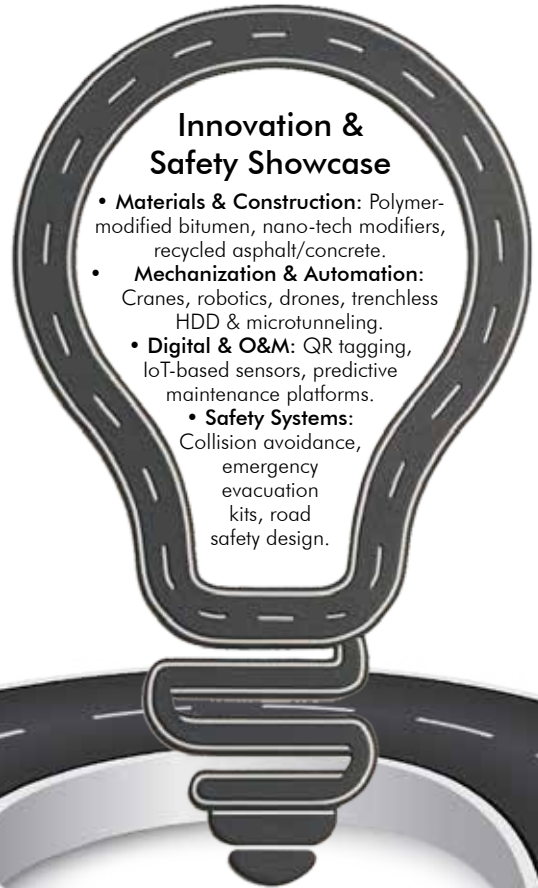 Innovation &
Safety Showcase
• Materials & Construction: Polymer-
modified bitumen, nano-tech modifiers,
recycled asphalt/concrete.
• Mechanization & Automation:
Cranes, robotics, drones, trenchless
HDD & microtunneling.
• Digital & O&M: QR tagging,
IoT-based sensors, predictive
maintenance platforms.
• Safety Systems:
Collision avoidance,
emergency
evacuation
kits, road
safety design.